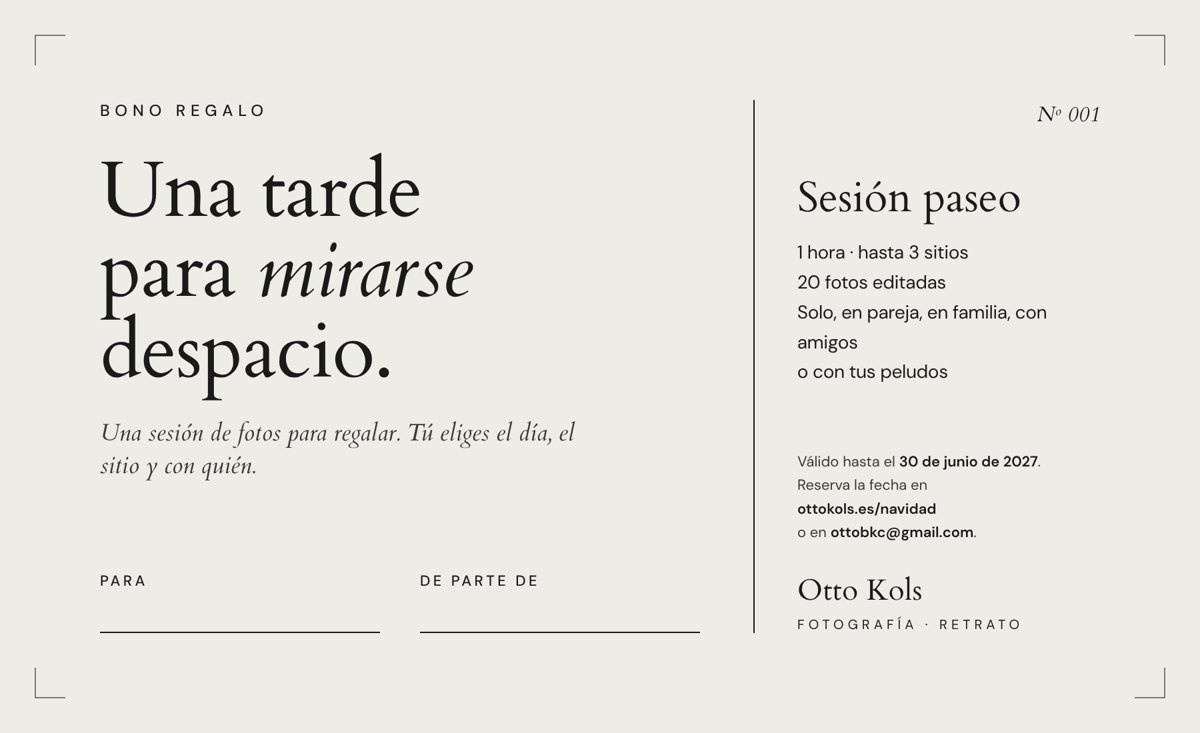 BONO REGALO
Una tarde
para mirarse
despacio.
Una sesión de fotos para regalar. Tú eliges el día, el
sitio y con quién.
PARA
DE PARTE DE
Nº 001
Sesión paseo
1 hora · hasta 3 sitios
20 fotos editadas
Solo, en pareja, en familia, con
amigos
o con tus peludos
Válido hasta el 30 de junio de 2027.
Reserva la fecha en
ottokols.es/navidad
o en ottobkc@gmail.com.
Otto Kols
FOTOGRAFÍA · RETRATO